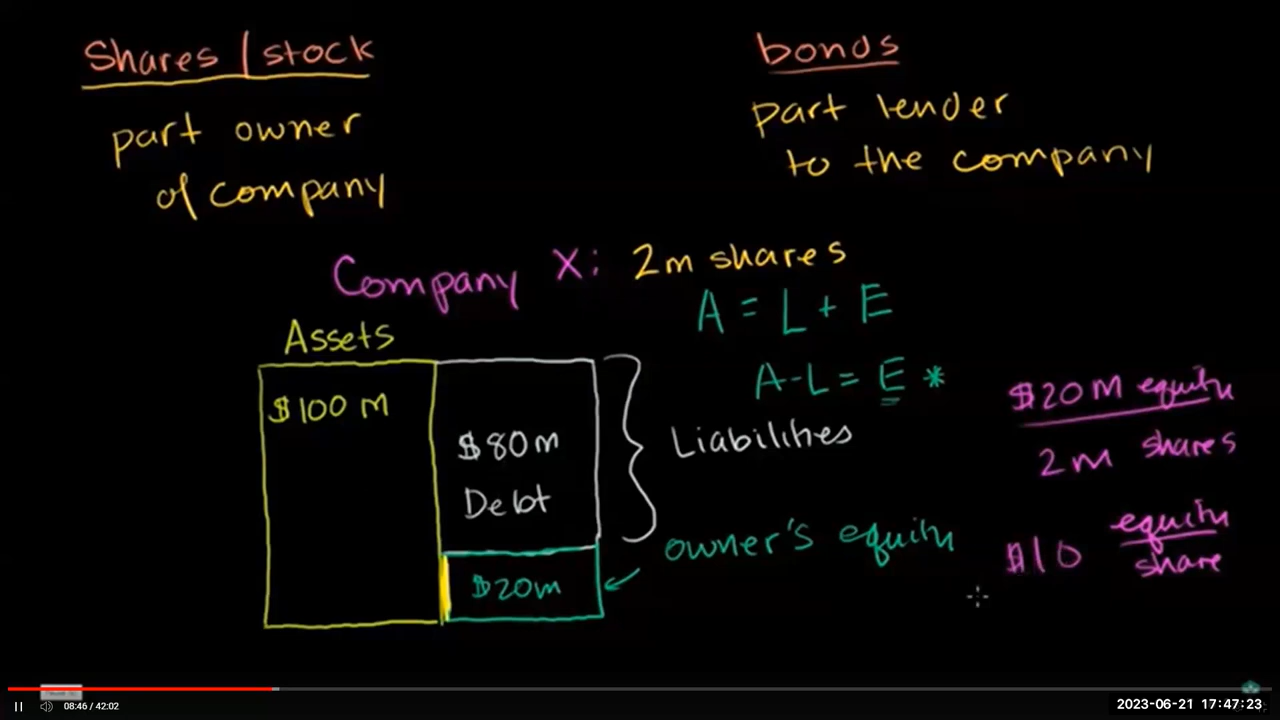 Shares / stock
part owner
of company
bonds
part lender
to the company
Company X: 2m shares
A = L + E
A - L = E *
Assets
$100 M
$80m
Debt
Liabilities
$20m
owner's equity
$20M equity
2m shares
$10 equity
share
08:46 / 42:02
2023-06-21 17:47:23